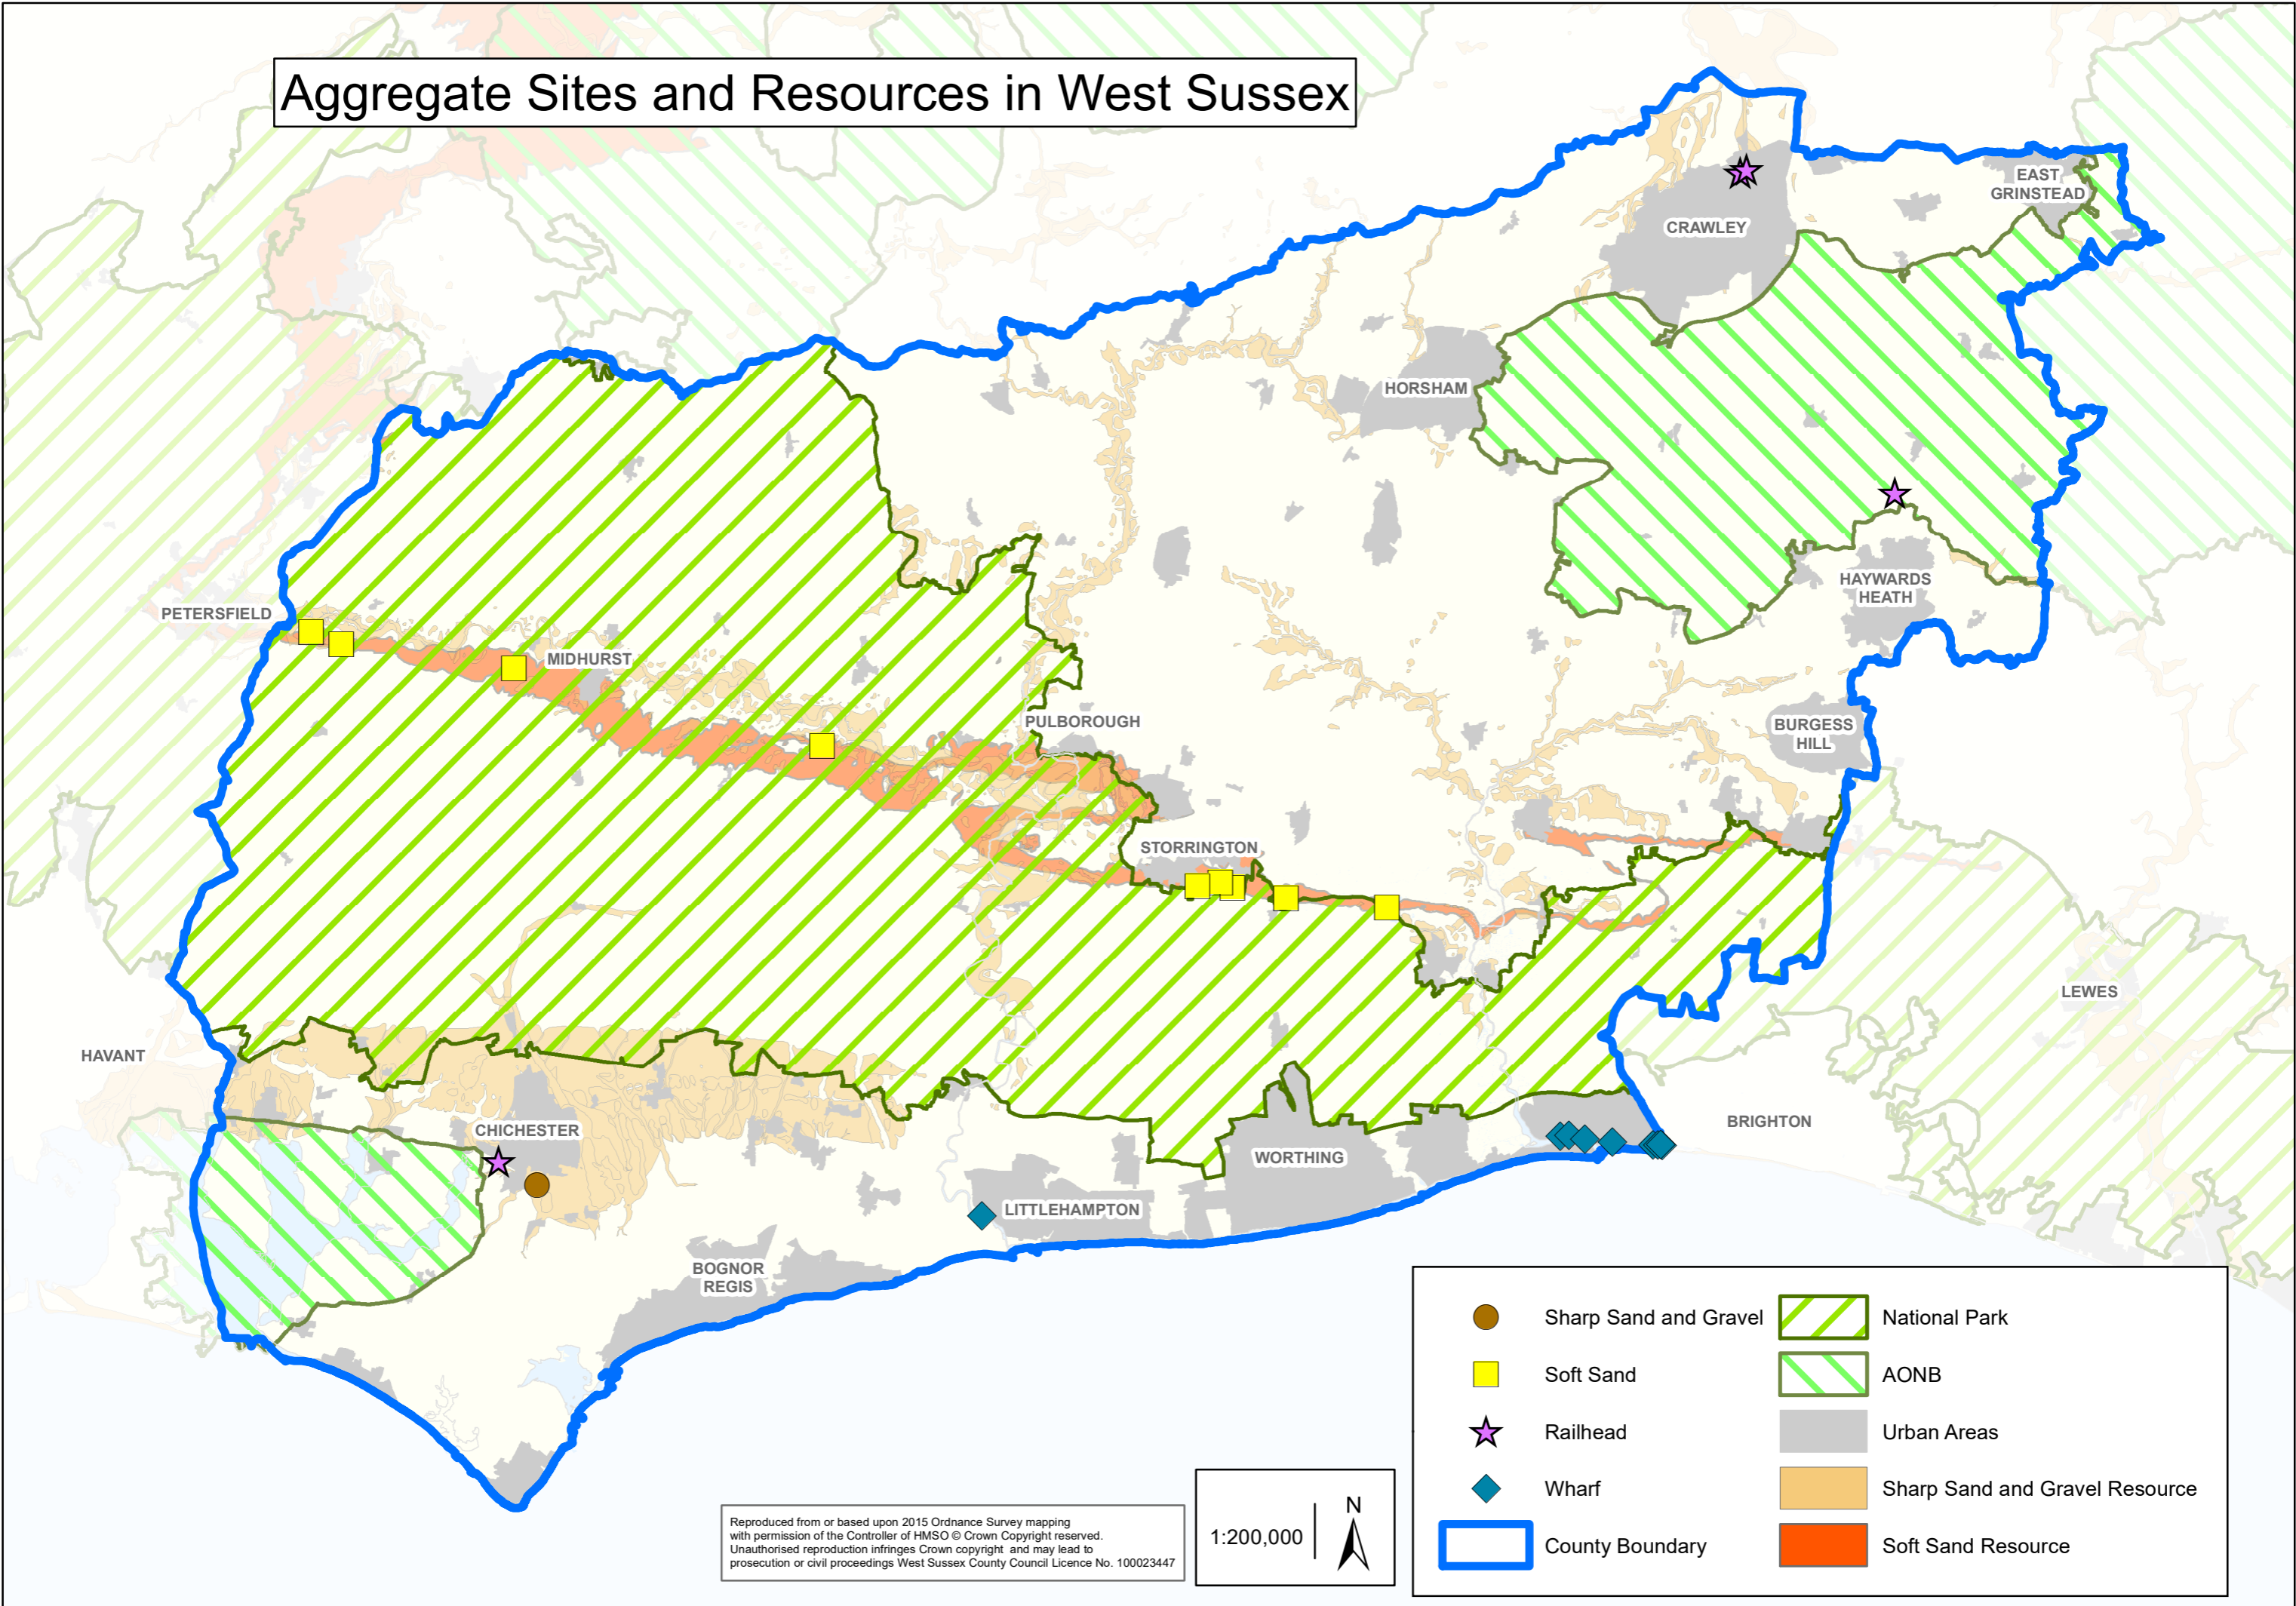 Aggregate Sites and Resources in West Sussex
EAST
GRINSTEAD
CRAWLEY
HORSHAM
HAYWARDS
HEATH
PETERSFIELD
MIDHURST
PULBOROUGH
BURGESS
HILL
STORRINGTON
LEWES
HAVANT
CHICHESTER
BRIGHTON
WORTHING
LITTLEHAMPTON
BOGNOR
REGIS
Sharp Sand and Gravel
National Park
Soft Sand
AONB
Railhead
Urban Areas
Wharf
Sharp Sand and Gravel Resource
County Boundary
Soft Sand Resource
Reproduced from or based upon 2015 Ordnance Survey mapping
with permission of the Controller of HMSO © Crown Copyright reserved.
Unauthorised reproduction infringes Crown copyright and may lead to
prosecution or civil proceedings West Sussex County Council Licence No. 100023447
1:200,000
N